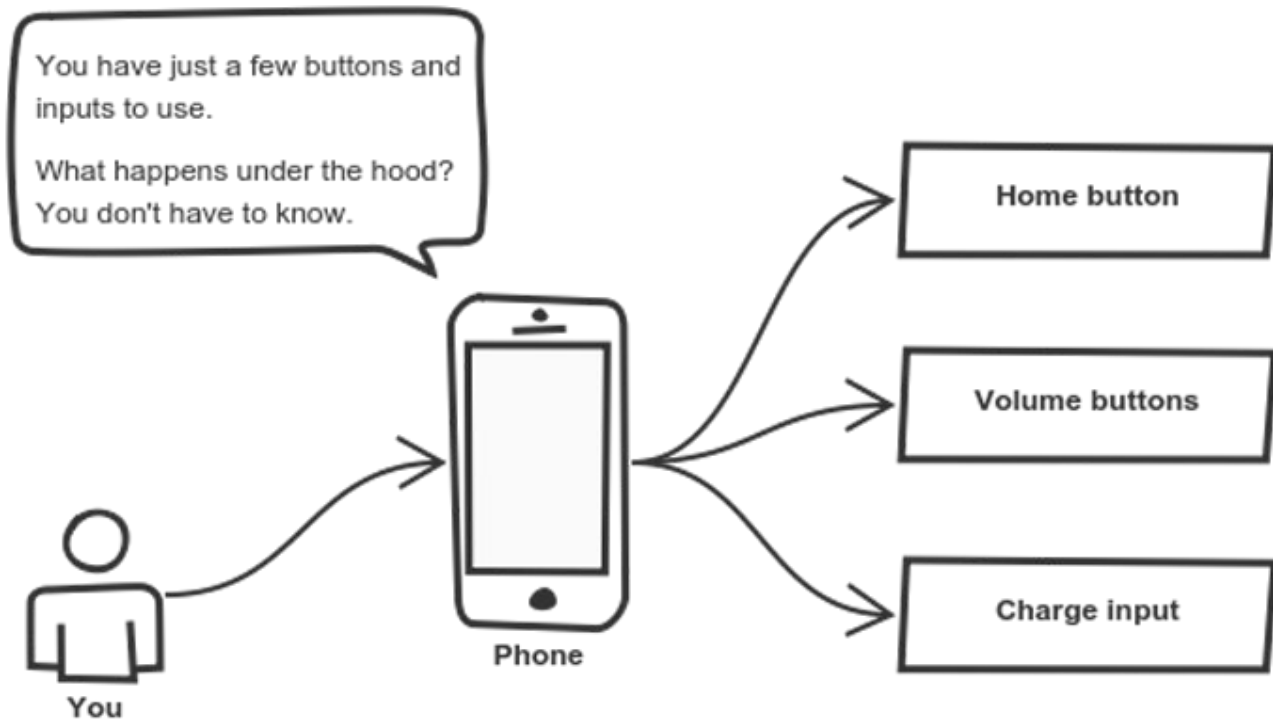 You have just a few buttons and
inputs to use.
What happens under the hood?
You don't have to know.
Home button
Volume buttons
Charge input
Phone
You